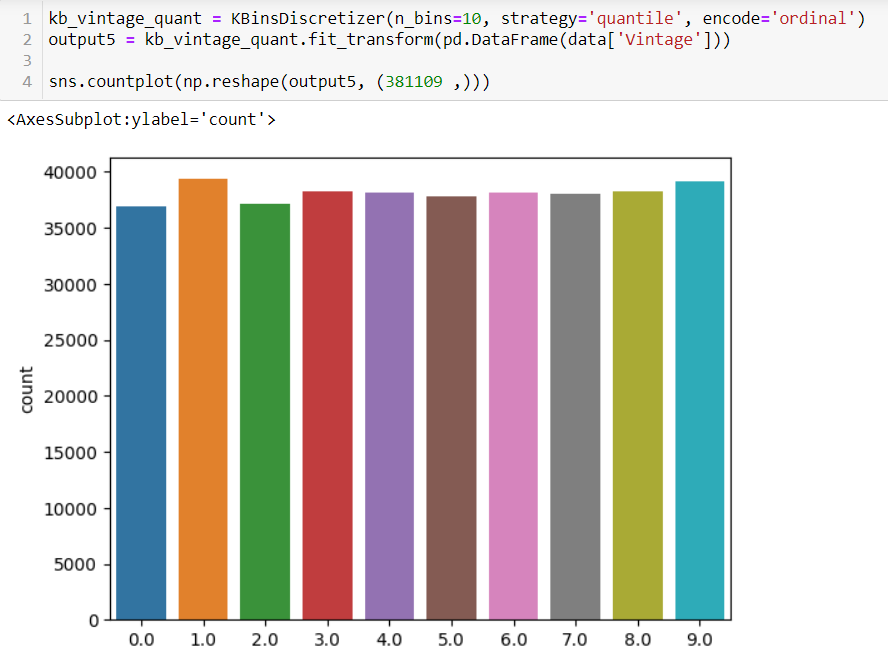 1 kb_vintage_quant = KBinsDiscretizer(n_bins=10, strategy='quantile', encode='ordinal')
2 output5 = kb_vintage_quant.fit_transform(pd.DataFrame(data['Vintage']))
3
4 sns.countplot(np.reshape(output5, (381109 ,)))
<AxesSubplot:ylabel='count'>
40000
35000
30000
25000
20000
15000
10000
5000
0
count
0.0 1.0 2.0 3.0 4.0 5.0 6.0 7.0 8.0 9.0